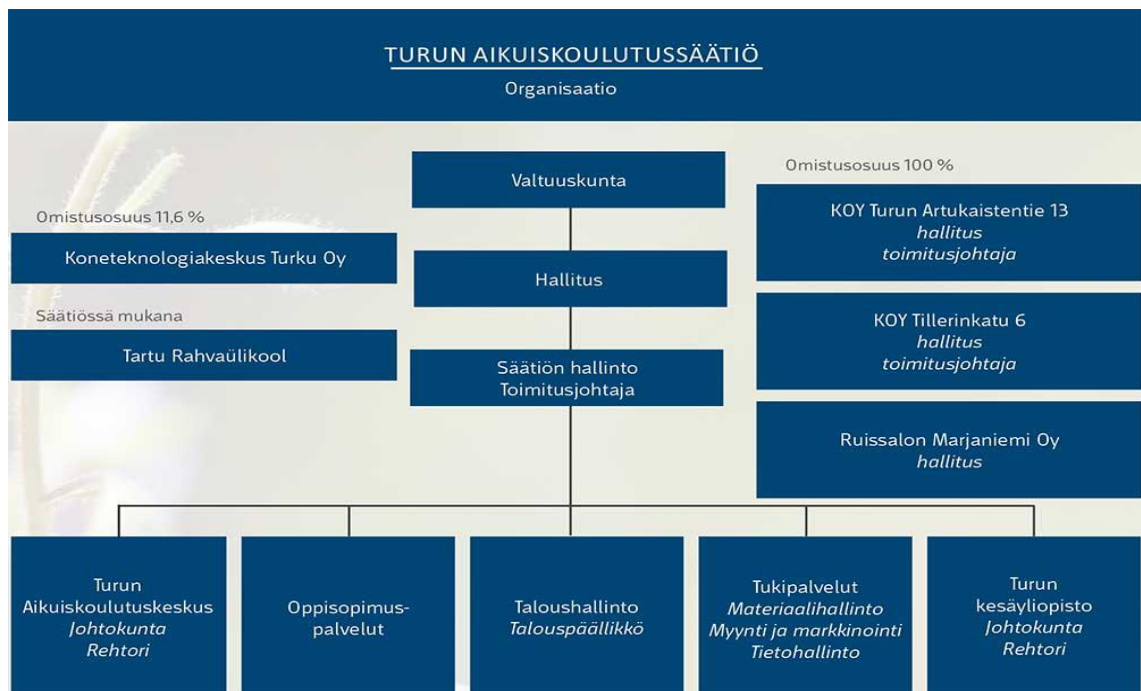 TURUN AIKUISKOULUTUSSÄÄTIÖ
Organisaatio
Omistusosuus 11,6 %
Koneteknologiakeskus Turku Oy
Säätiössä mukana
Tartu Rahvaülikool
Valtuuskunta
Hallitus
Säätiön hallinto
Toimitusjohtaja
Omistusosuus 100 %
KOY Turun Artukaistentie 13
hallitus
toimitusjohtaja
KOY Tillerinkatu 6
hallitus
toimitusjohtaja
Ruissalon Marjaniemi Oy
hallitus
Turun
Aikuiskoulutuskeskus
Johtokunta
Rehtori
Oppisopimus-
palvelut
Taloushallinto
Talouspäällikkö
Tukipalvelut
Materiaalihallinto
Myynti ja markkinointi
Tietohallinto
Turun
kesäyliopisto
Johtokunta
Rehtori